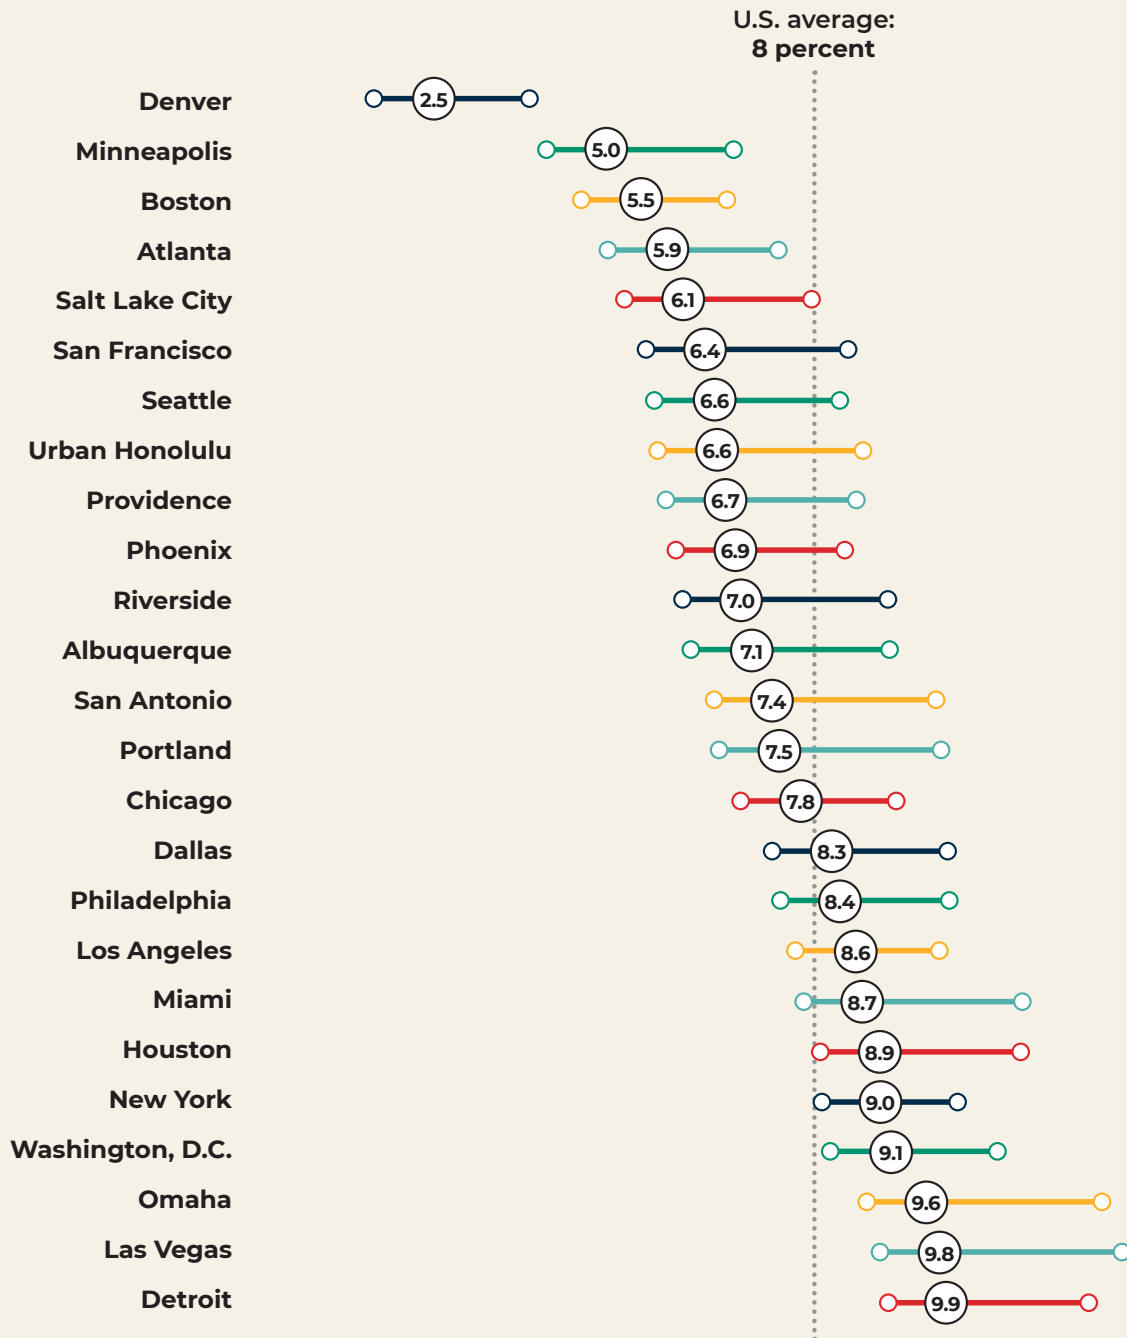 U.S. average:
8 percent
Denver 2.5
Minneapolis 5.0
Boston 5.5
Atlanta 5.9
Salt Lake City 6.1
San Francisco 6.4
Seattle 6.6
Urban Honolulu 6.6
Providence 6.7
Phoenix 6.9
Riverside 7.0
Albuquerque 7.1
San Antonio 7.4
Portland 7.5
Chicago 7.8
Dallas 8.3
Philadelphia 8.4
Los Angeles 8.6
Miami 8.7
Houston 8.9
New York 9.0
Washington, D.C. 9.1
Omaha 9.6
Las Vegas 9.8
Detroit 9.9